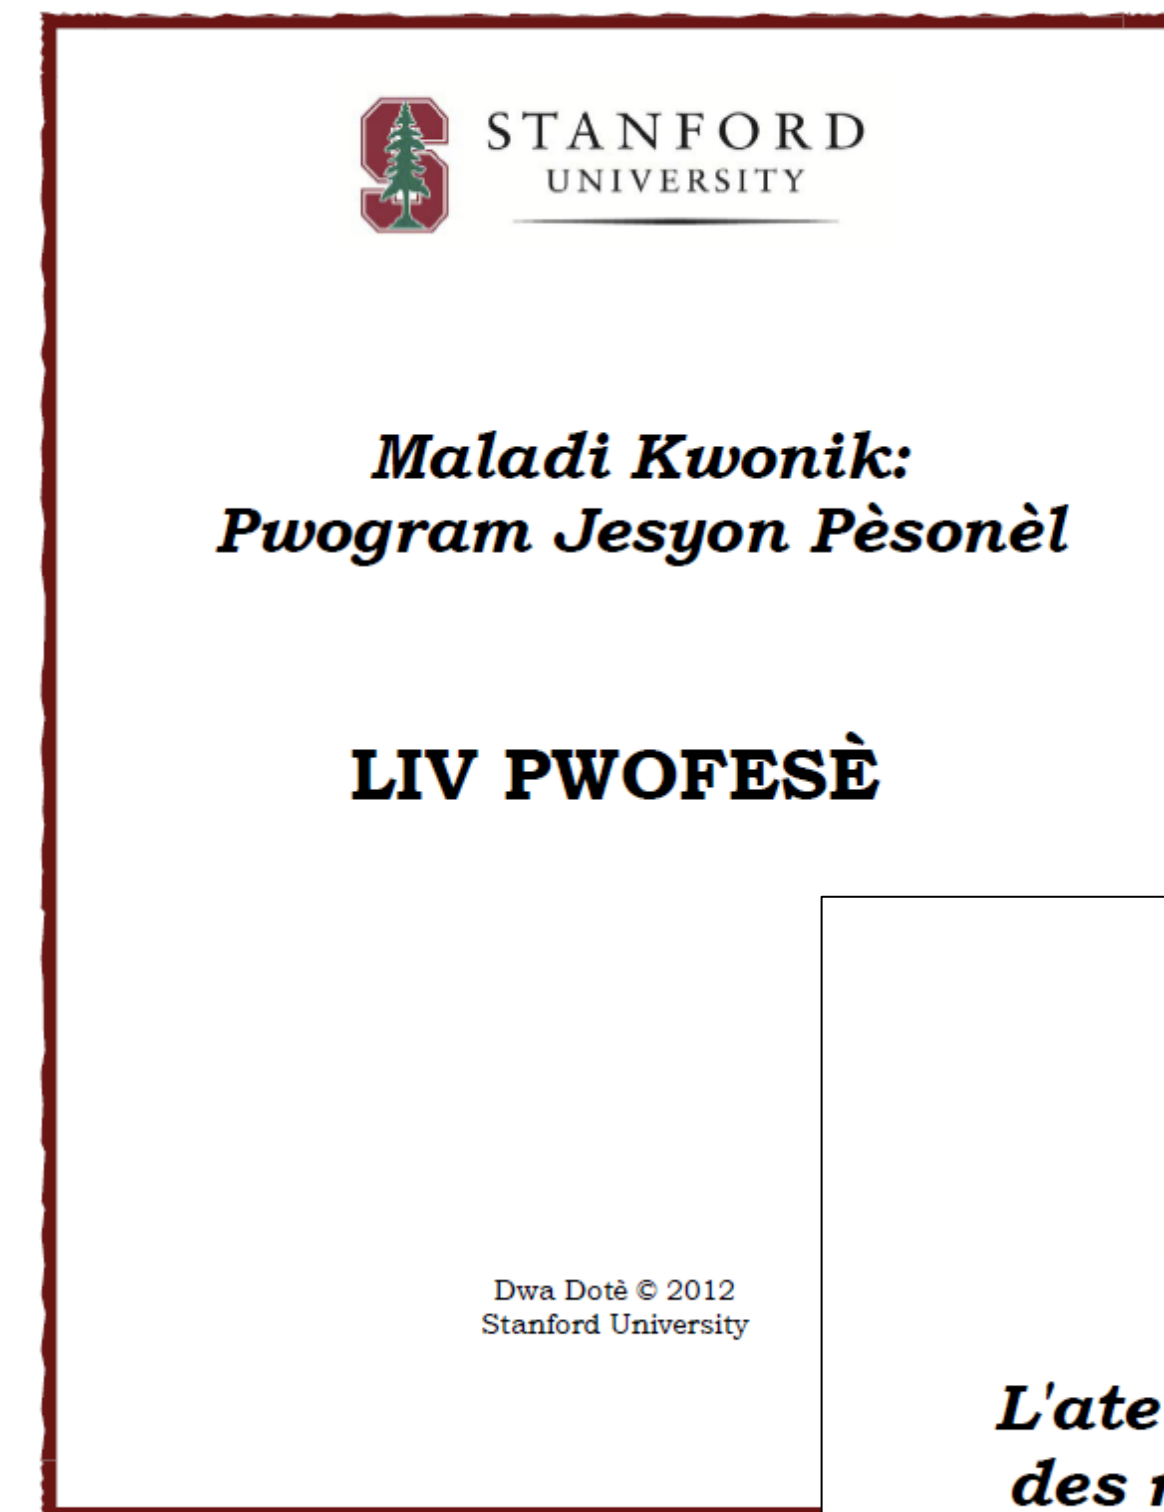 STANFORD
UNIVERSITY
Maladi Kwonik:
Pwogram Jesyon Pèsonèl
LIV PWOFESÈ
Dwa Dotè © 2012
Stanford University
L'ate
des